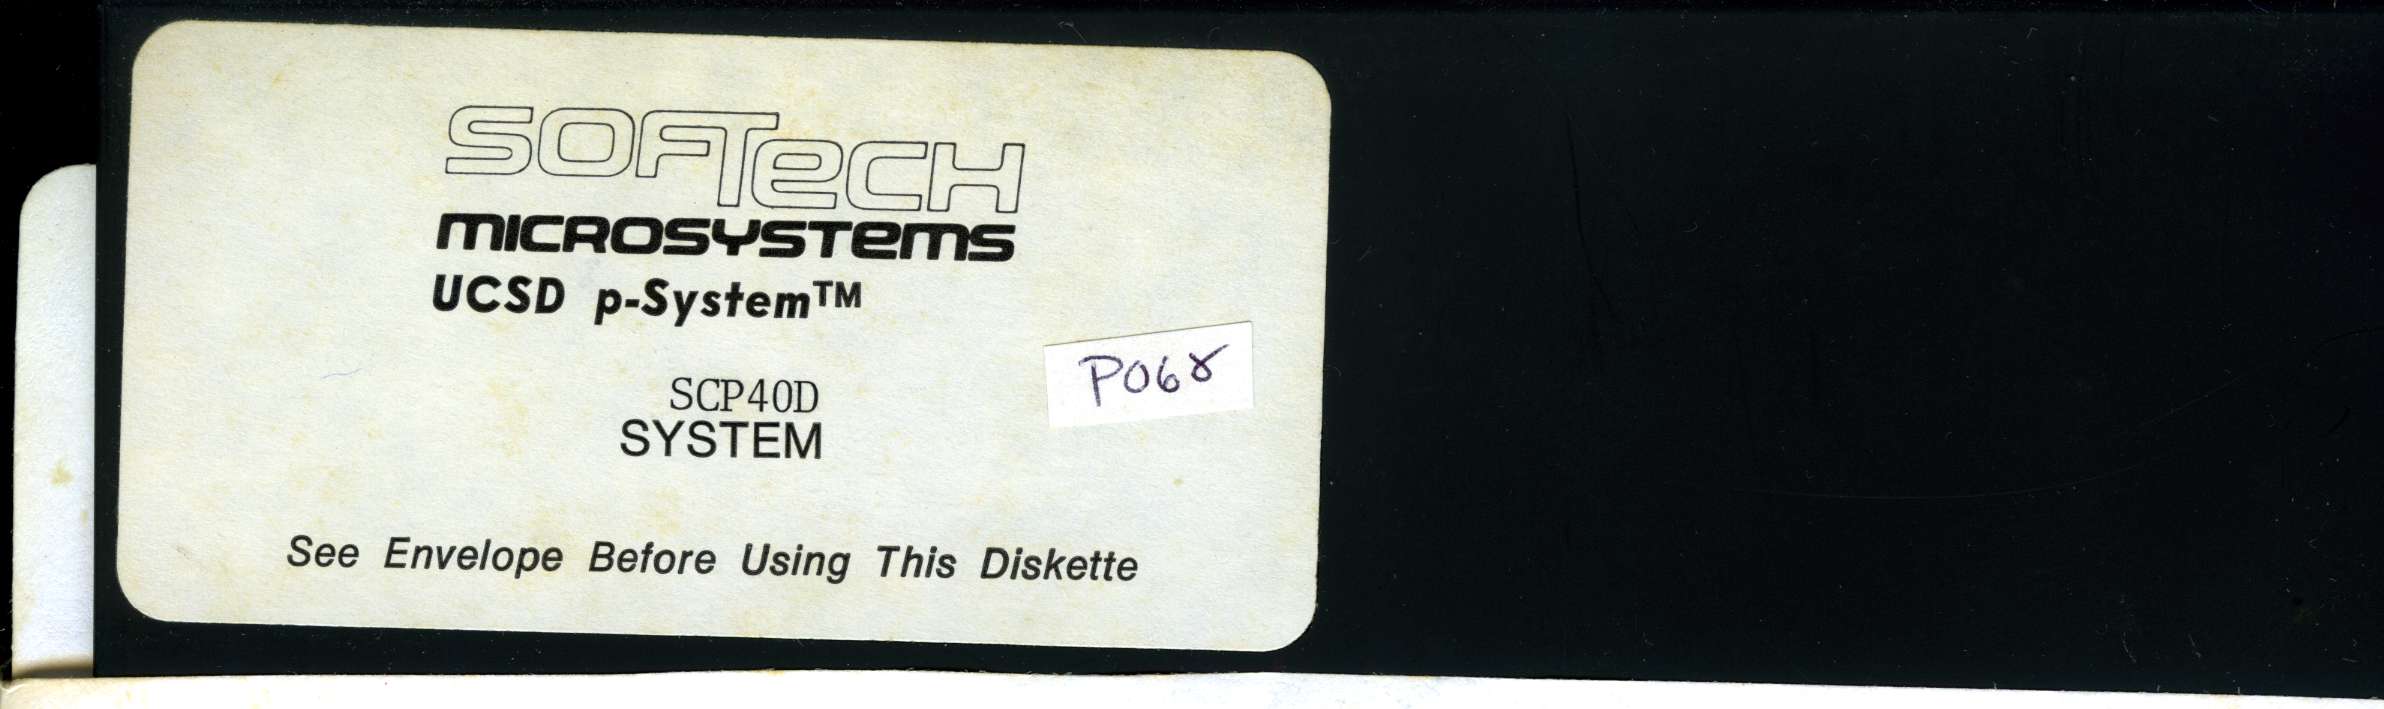 SOFTECH
MICROSYSTEMS
UCSD p-System™
P068
SCP40D
SYSTEM
See Envelope Before Using This Diskette